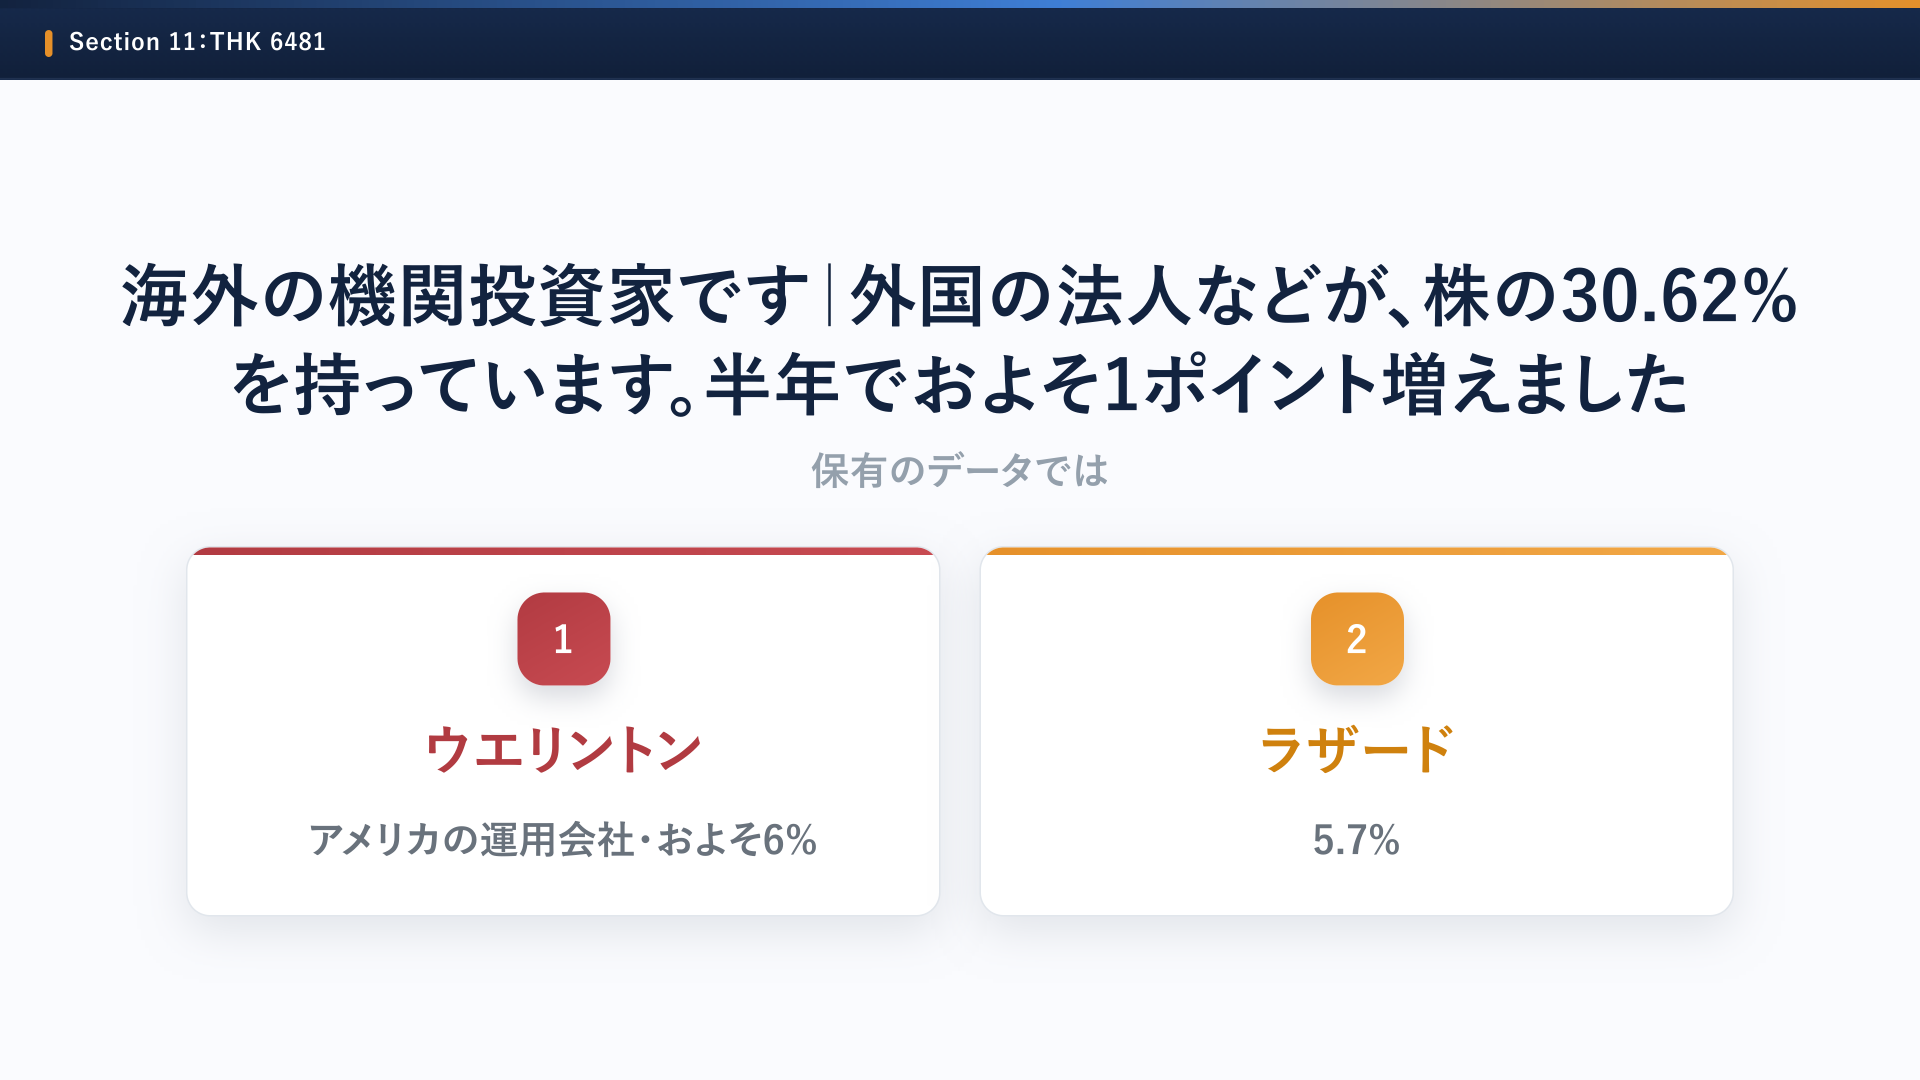 Section 11：THK 6481
海外の機関投資家です｜外国の法人などが、株の30.62%
を持っています。半年でおよそ1ポイント増えました
保有のデータでは
1
ウエリントン
アメリカの運用会社・およそ6%
2
ラザード
5.7%